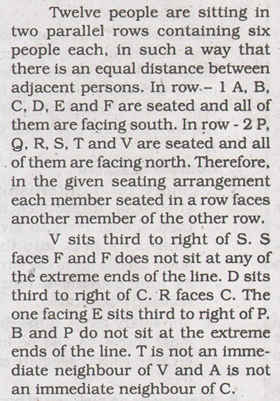 Twelve people are sitting in
two parallel rows containing six
people each, in such a way that
there is an equal distance between
adjacent persons. In row - 1 A, B,
C, D, E and F are seated and all of
them are facing south. In row - 2 P,
Q, R, S, T and V are seated and all
of them are facing north. Therefore,
in the given seating arrangement
each member seated in a row faces
another member of the other row.
V sits third to right of S. S
faces F and F does not sit at any of
the extreme ends of the line. D sits
third to right of C. R faces C. The
one facing E sits third to right of P.
B and P do not sit at the extreme
ends of the line. T is not an imme-
diate neighbour of V and A is not
an immediate neighbour of C.